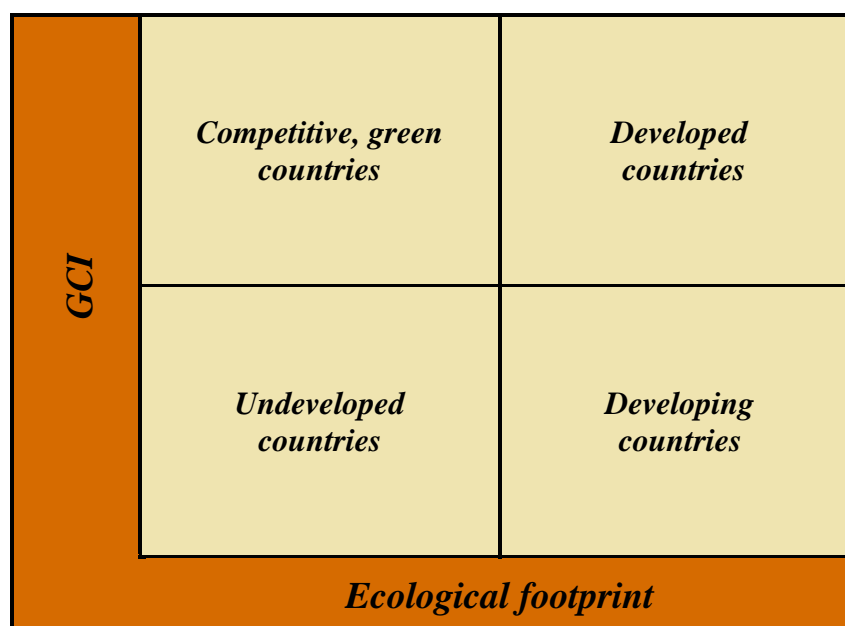 Competitive, green
countries
Developed
countries
GCI
Undeveloped
countries
Developing
countries
Ecological footprint